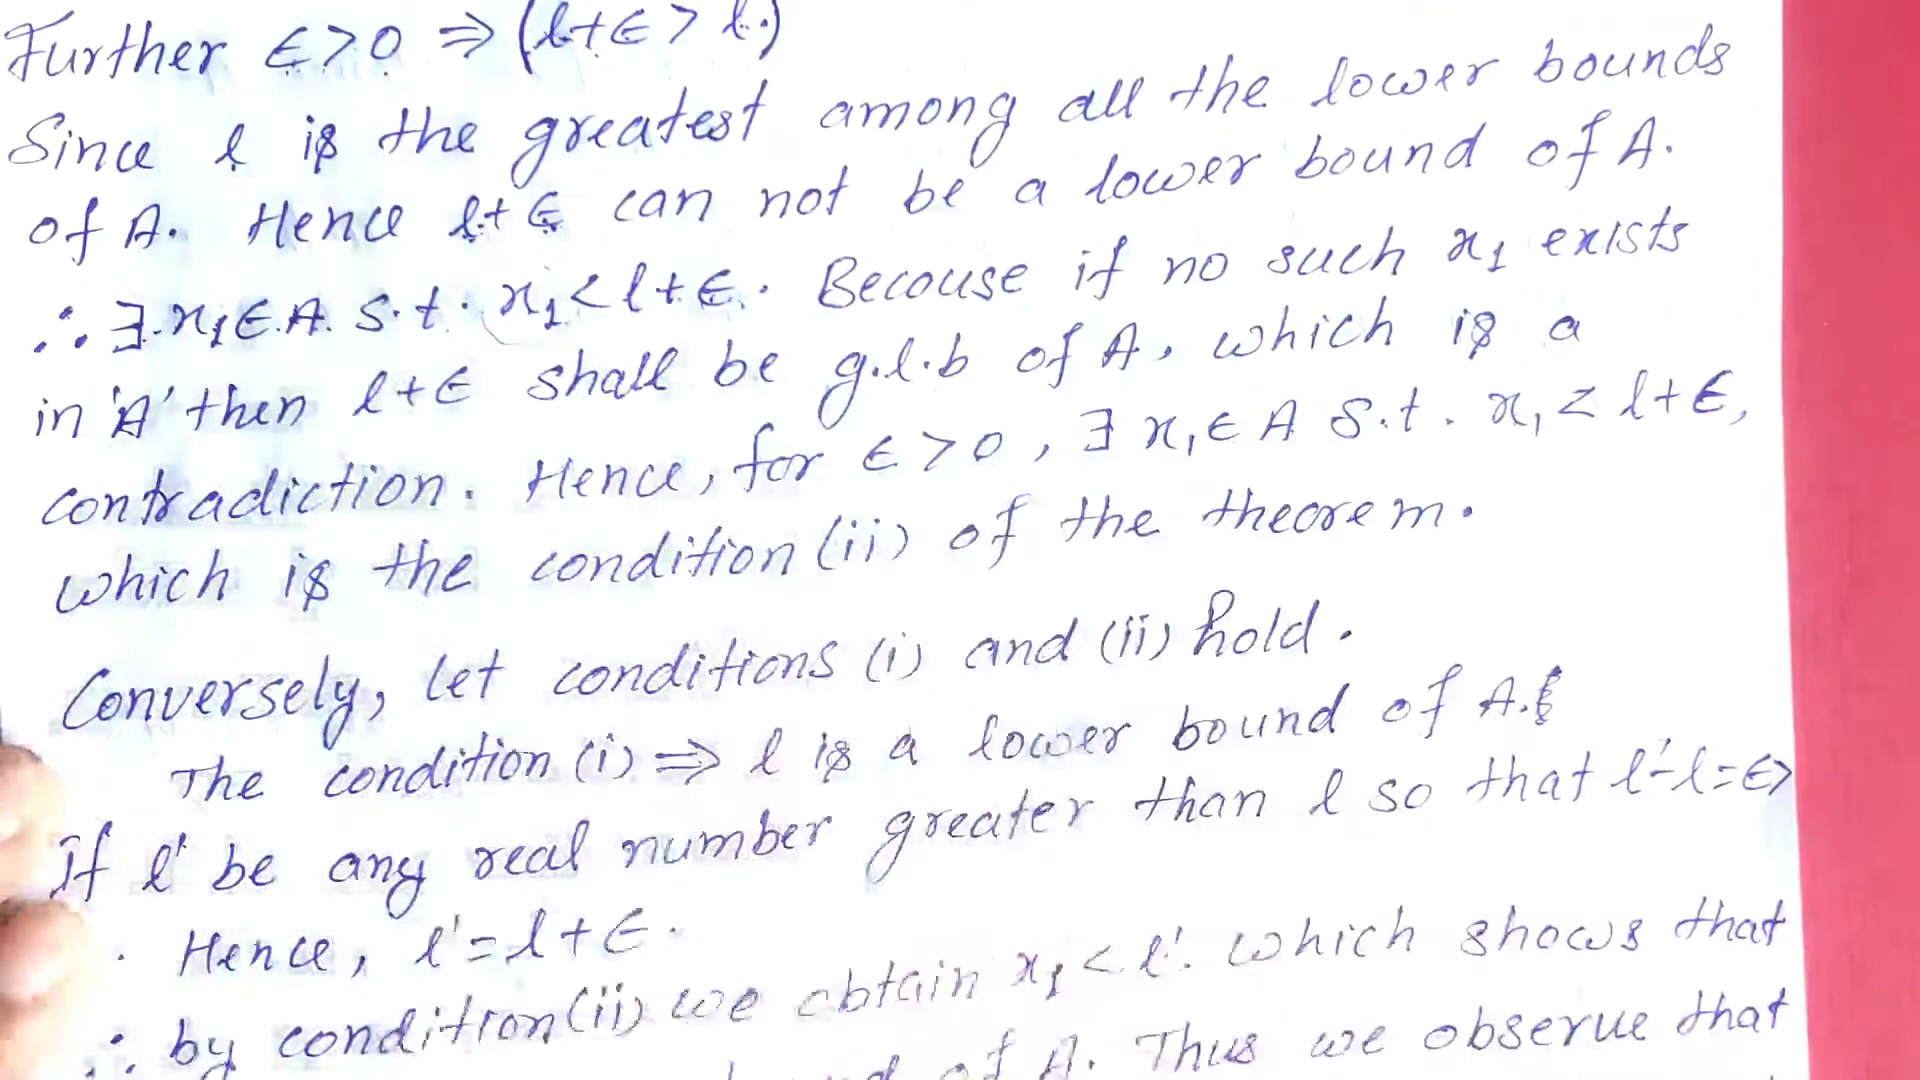 Further ϵ>0 ⇒ (l+ϵ > l.)
Since l is the greatest among all the lower bounds
of A. Hence l+ϵ can not be a lower bound of A.
∴ ∃ x₁∈A s.t. x₁<l+ϵ. Becouse if no such x₁ exists
in 'A' then l+ϵ shall be g.l.b of A, which is a
contradiction. Hence, for ϵ>0, ∃ x₁∈A s.t. x₁< l+ϵ,
which is the condition (ii) of the theorem.
Conversely, let conditions (i) and (ii) hold.
The condition (i) ⇒ l is a lower bound of A.
If l' be any real number greater than l so that l'-l=ϵ>
Hence, l'=l+ϵ.
∴ by condition (ii) we obtain x₁<l'. which shows that
of A. Thus we observe that